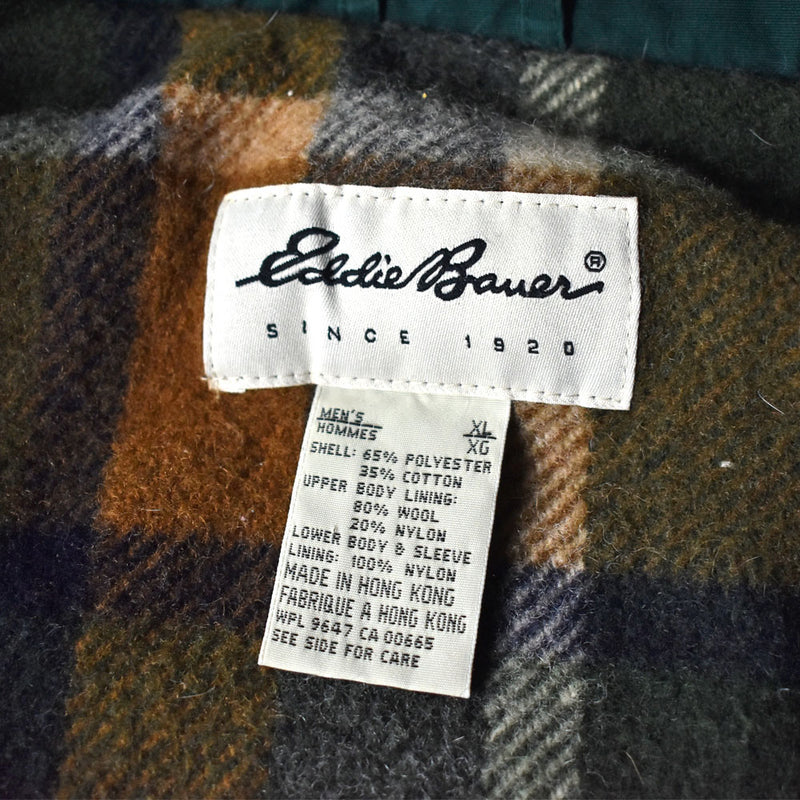 Eddie Bauer®
SINCE 1920
MEN'S XL
HOMMES XG
SHELL: 65% POLYESTER
35% COTTON
UPPER BODY LINING:
80% WOOL
20% NYLON
LOWER BODY & SLEEVE
LINING: 100% NYLON
MADE IN HONG KONG
FABRIQUE A HONG KONG
WPL 9647 CA 00665
SEE SIDE FOR CARE